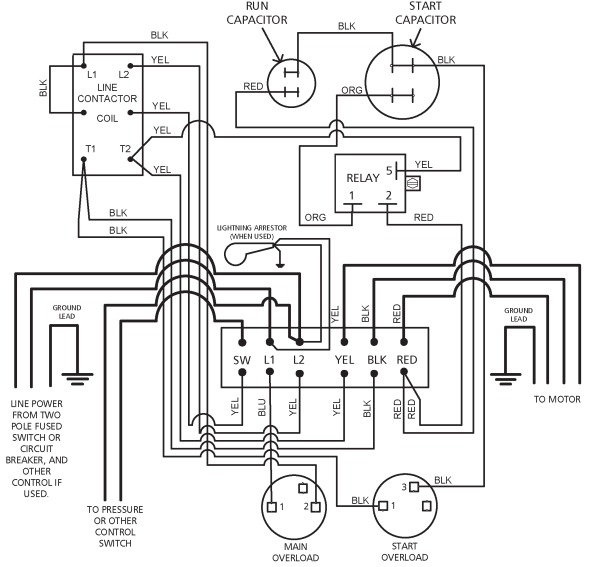 RUN
CAPACITOR
START
CAPACITOR
BLK
BLK
YEL
BLK
L1
L2
LINE
CONTACTOR
BLK
RED
ORG
YEL
COIL
T1
T2
YEL
YEL
5
YEL
RELAY
1
2
BLK
ORG
RED
BLK
LIGHTNING ARRESTOR
(WHEN USED)
GROUND
LEAD
YEL
BLK
RED
GROUND
LEAD
SW
L1
L2
YEL
BLK
RED
YEL
BLU
YEL
YEL
BLK
RED
RED
LINE POWER
FROM TWO
POLE FUSED
SWITCH OR
CIRCUIT
BREAKER, AND
OTHER
CONTROL IF
USED.
TO MOTOR
TO PRESSURE
OR OTHER
CONTROL
SWITCH
1
2
BLK
3
BLK
1
MAIN
OVERLOAD
START
OVERLOAD